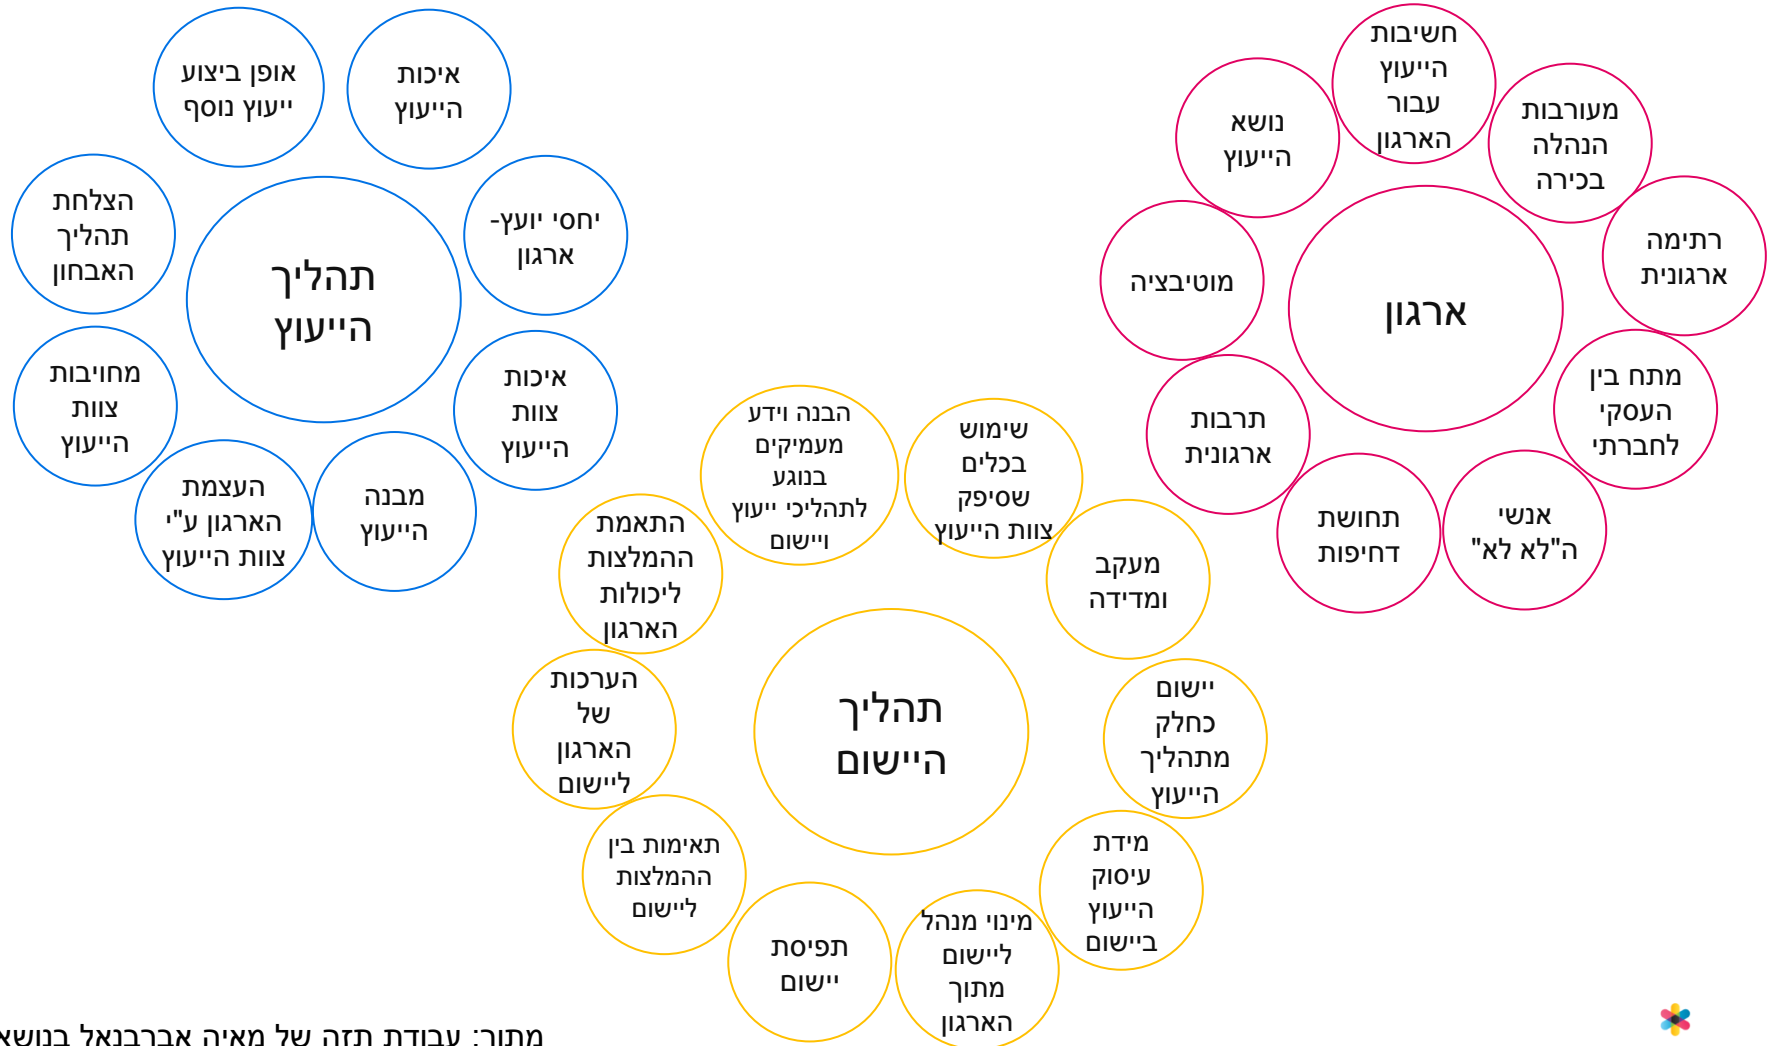 חשיבות
הייעוץ
עבור
הארגון
מעורבות
הנהלה
בכירה
רתימה
ארגונית
מתח בין
העסקי
לחברתי
אנשי
ה"לא לא"
תחושת
דחיפות
תרבות
ארגונית
מוטיבציה
נושא
הייעוץ
ארגון
איכות
הייעוץ
יחסי יועץ-
ארגון
איכות
צוות
הייעוץ
מבנה
הייעוץ
העצמת
הארגון ע"י
צוות הייעוץ
מחויבות
צוות
הייעוץ
הצלחת
תהליך
האבחון
אופן ביצוע
ייעוץ נוסף
תהליך
הייעוץ
שימוש
בכלים
שסיפק
צוות הייעוץ
מעקב
ומדידה
יישום
כחלק
מתהליך
הייעוץ
מידת
עיסוק
הייעוץ
ביישום
מינוי מנהל
ליישום
מתוך
הארגון
תפיסת
יישום
תאימות בין
ההמלצות
ליישום
הערכות
של
הארגון
ליישום
התאמת
ההמלצות
ליכולות
הארגון
הבנה וידע
מעמיקים
בנוגע
לתהליכי ייעוץ
ויישום
תהליך
היישום
מתוך: עבודת תזה של מאיה אברבנאל בנושא